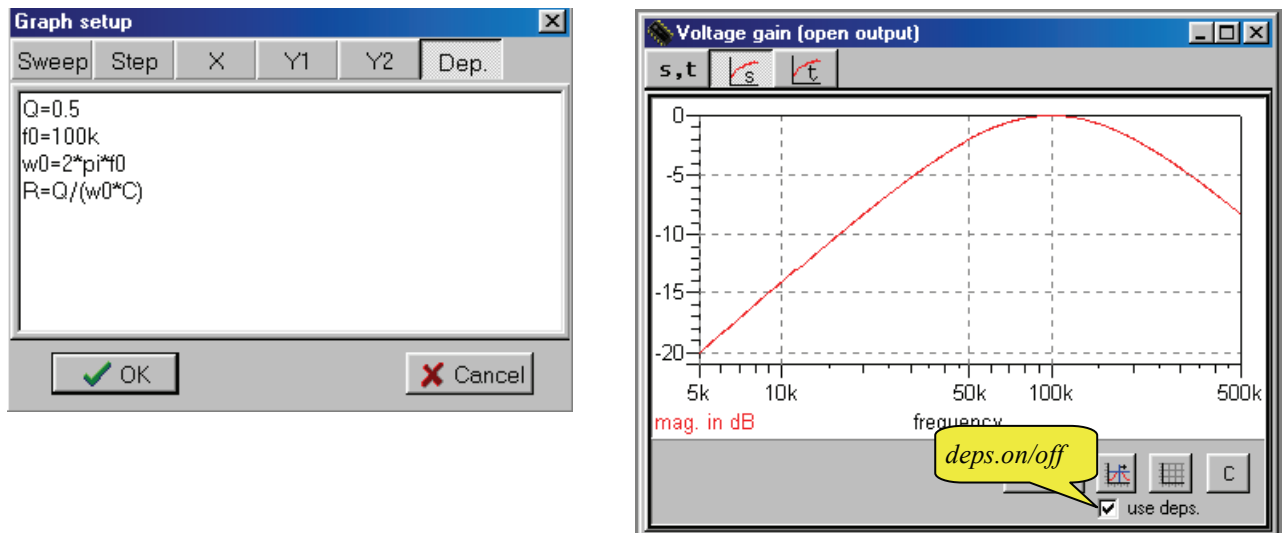 Graph setup
Sweep Step X Y1 Y2 Dep.
Q=0.5
f0=100k
w0=2*pi*f0
R=Q/(w0*C)
OK Cancel
Voltage gain (open output)
s,t s t
0
-5
-10
-15
-20
5k 10k 50k 100k 500k
mag. in dB frequency
deps.on/off
C
use deps.